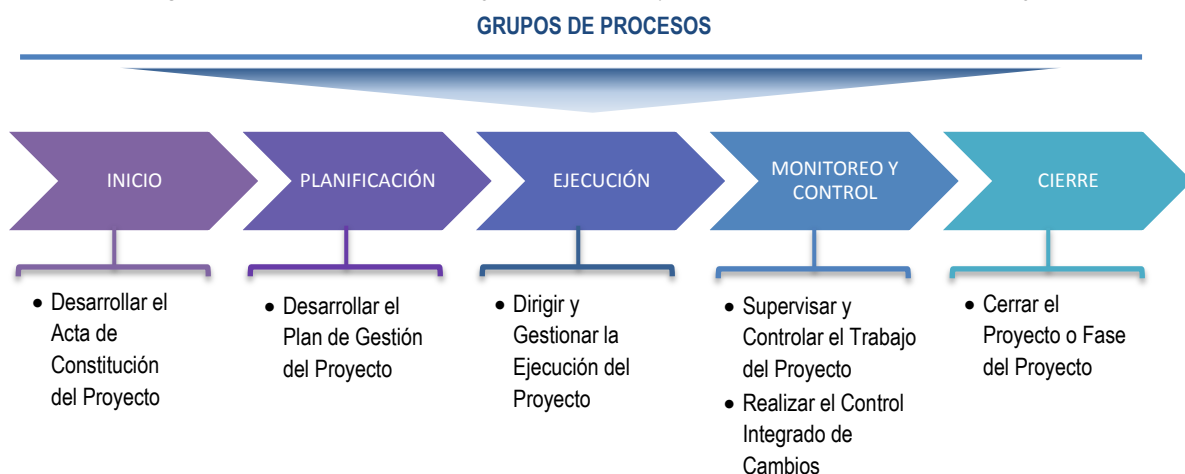 GRUPOS DE PROCESOS
INICIO
PLANIFICACIÓN
EJECUCIÓN
MONITOREO Y
CONTROL
CIERRE
• Desarrollar el
Acta de
Constitución
del Proyecto
• Desarrollar el
Plan de Gestión
del Proyecto
• Dirigir y
Gestionar la
Ejecución del
Proyecto
• Supervisar y
Controlar el Trabajo
del Proyecto
• Realizar el Control
Integrado de
Cambios
• Cerrar el
Proyecto o Fase
del Proyecto